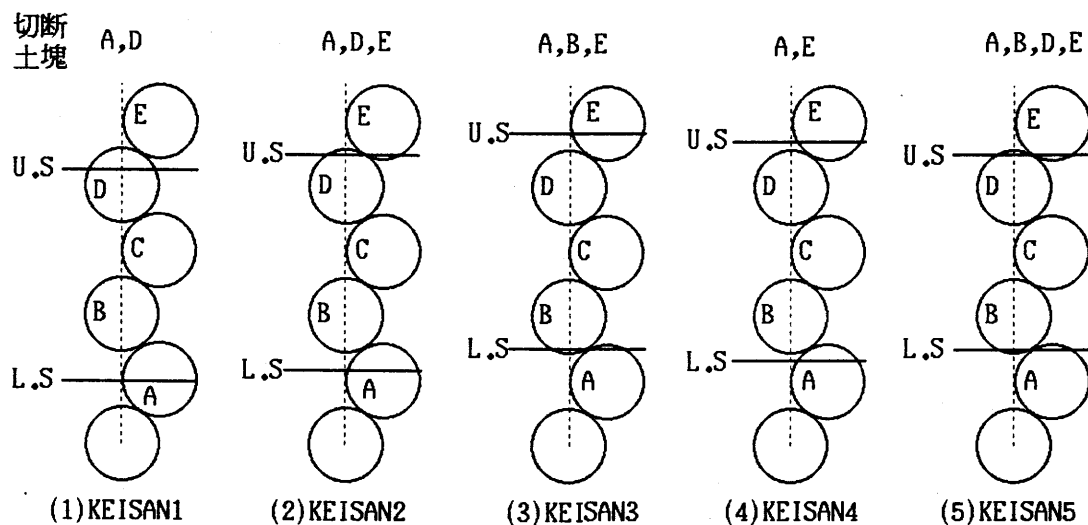 切断
土塊
A,D
A,D,E
A,B,E
A,E
A,B,D,E
E
U.S
D
C
B
L.S
A
(1)KEISAN1
E
U.S
D
C
B
L.S
A
(2)KEISAN2
E
U.S
D
C
B
L.S
A
(3)KEISAN3
E
U.S
D
C
B
L.S
A
(4)KEISAN4
E
U.S
D
C
B
L.S
A
(5)KEISAN5